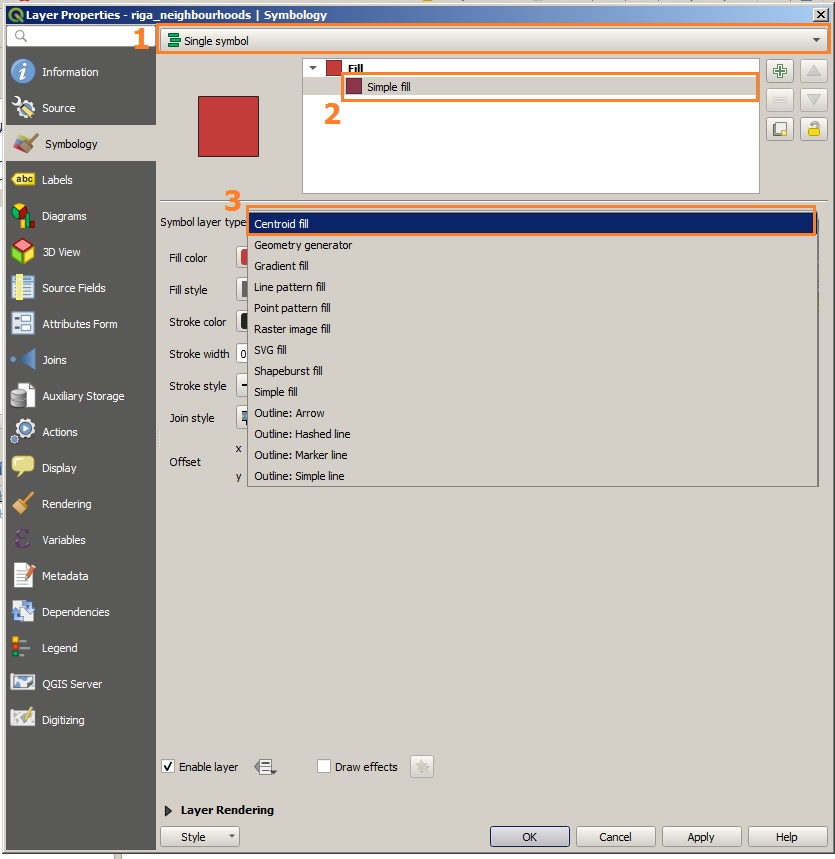 Layer Properties - riga_neighbourhoods | Symbology
1
Single symbol
Information
Source
Symbology
abc Labels
Diagrams
3D View
Source Fields
Attributes Form
Joins
Auxiliary Storage
Actions
Display
Rendering
Variables
Metadata
Dependencies
Legend
QGIS Server
Digitizing
Fill
Simple fill
2
3
Symbol layer type
Centroid fill
Geometry generator
Gradient fill
Line pattern fill
Point pattern fill
Raster image fill
SVG fill
Shapeburst fill
Simple fill
Outline: Arrow
Outline: Hashed line
Outline: Marker line
Outline: Simple line
Fill color
Fill style
Stroke color
Stroke width 0
Stroke style
Join style
Offset
x
y
Enable layer
Draw effects
Layer Rendering
Style
OK
Cancel
Apply
Help